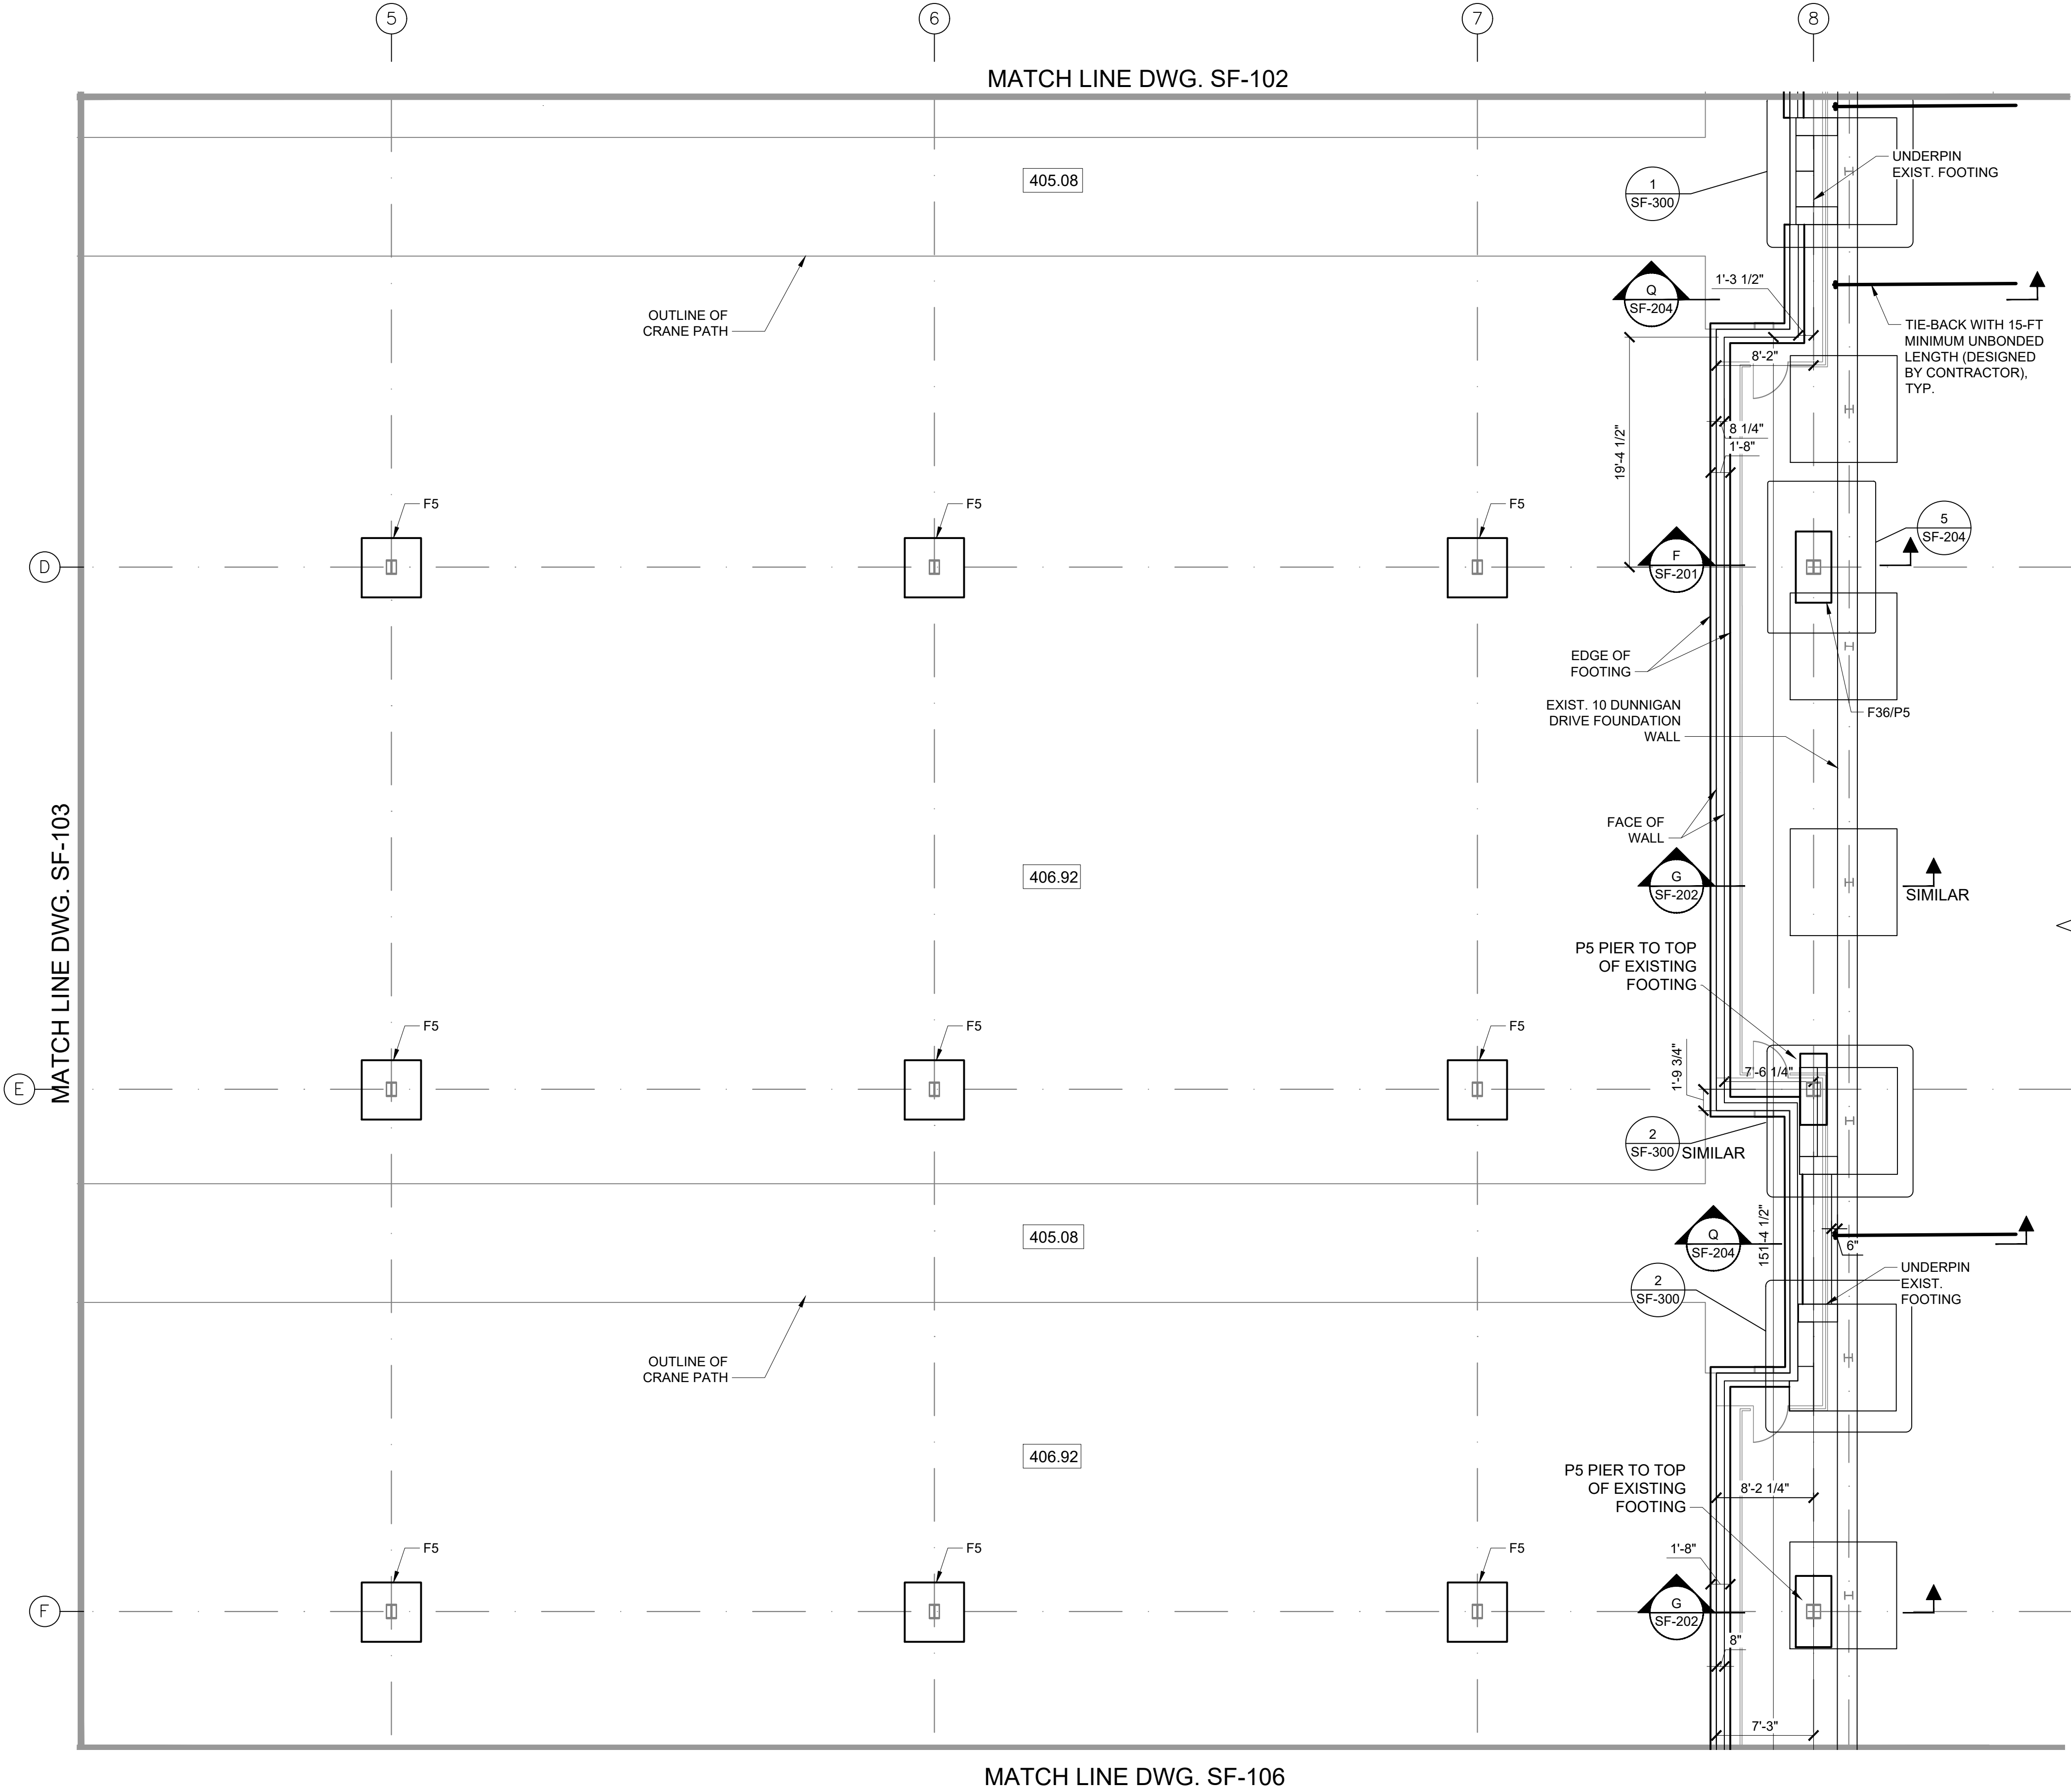 5
6
7
8
MATCH LINE DWG. SF-102
405.08
1
SF-300
UNDERPIN
EXIST. FOOTING
OUTLINE OF
CRANE PATH
Q
SF-204
1'-3 1/2"
8'-2"
TIE-BACK WITH 15-FT
MINIMUM UNBONDED
LENGTH (DESIGNED
BY CONTRACTOR),
TYP.
8 1/4"
1'-8"
19'-4 1/2"
F5
F5
F5
5
SF-204
D
F
SF-201
EDGE OF
FOOTING
EXIST. 10 DUNNIGAN
DRIVE FOUNDATION
WALL
F36/P5
MATCH LINE DWG. SF-103
FACE OF
WALL
406.92
G
SF-202
SIMILAR
P5 PIER TO TOP
OF EXISTING
FOOTING
F5
F5
F5
1'-9 3/4"
7'-6 1/4"
E
2
SF-300
SIMILAR
405.08
Q
SF-204
151'-4 1/2"
6"
2
SF-300
UNDERPIN
EXIST.
FOOTING
OUTLINE OF
CRANE PATH
406.92
P5 PIER TO TOP
OF EXISTING
FOOTING
8'-2 1/4"
F5
F5
F5
1'-8"
F
G
SF-202
8"
7'-3"
MATCH LINE DWG. SF-106